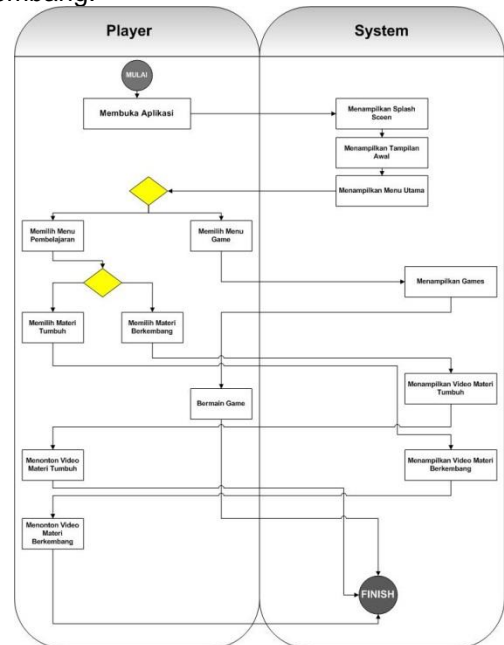 embang.
Player
System
MULAI
Membuka Aplikasi
Menampilkan Splash
Sceen
Menampilkan Tampilan
Awal
Menampilkan Menu Utama
Memilih Menu
Pembelajaran
Memilih Menu
Game
Menampilkan Games
Memilih Materi
Tumbuh
Memilih Materi
Berkembang
Menampilkan Video Materi
Tumbuh
Bermain Game
Menonton Video
Materi Tumbuh
Menampilkan Video Materi
Berkembang
Menonton Video
Materi
Berkembang
FINISH